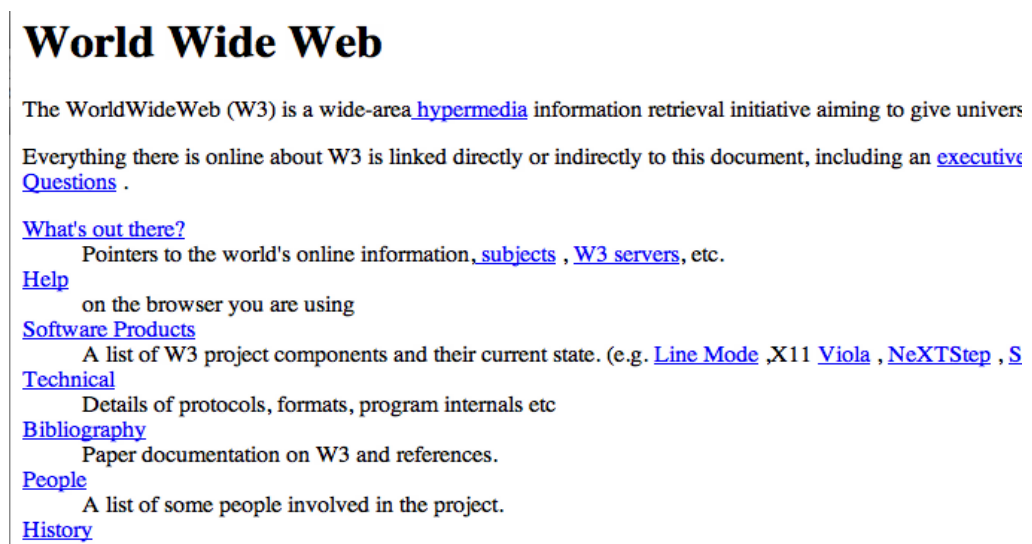 World Wide Web
The WorldWideWeb (W3) is a wide-area hypermedia information retrieval initiative aiming to give univers
Everything there is online about W3 is linked directly or indirectly to this document, including an executive
Questions .
What's out there?
Pointers to the world's online information, subjects , W3 servers, etc.
Help
on the browser you are using
Software Products
A list of W3 project components and their current state. (e.g. Line Mode ,X11 Viola , NeXTStep , S
Technical
Details of protocols, formats, program internals etc
Bibliography
Paper documentation on W3 and references.
People
A list of some people involved in the project.
History